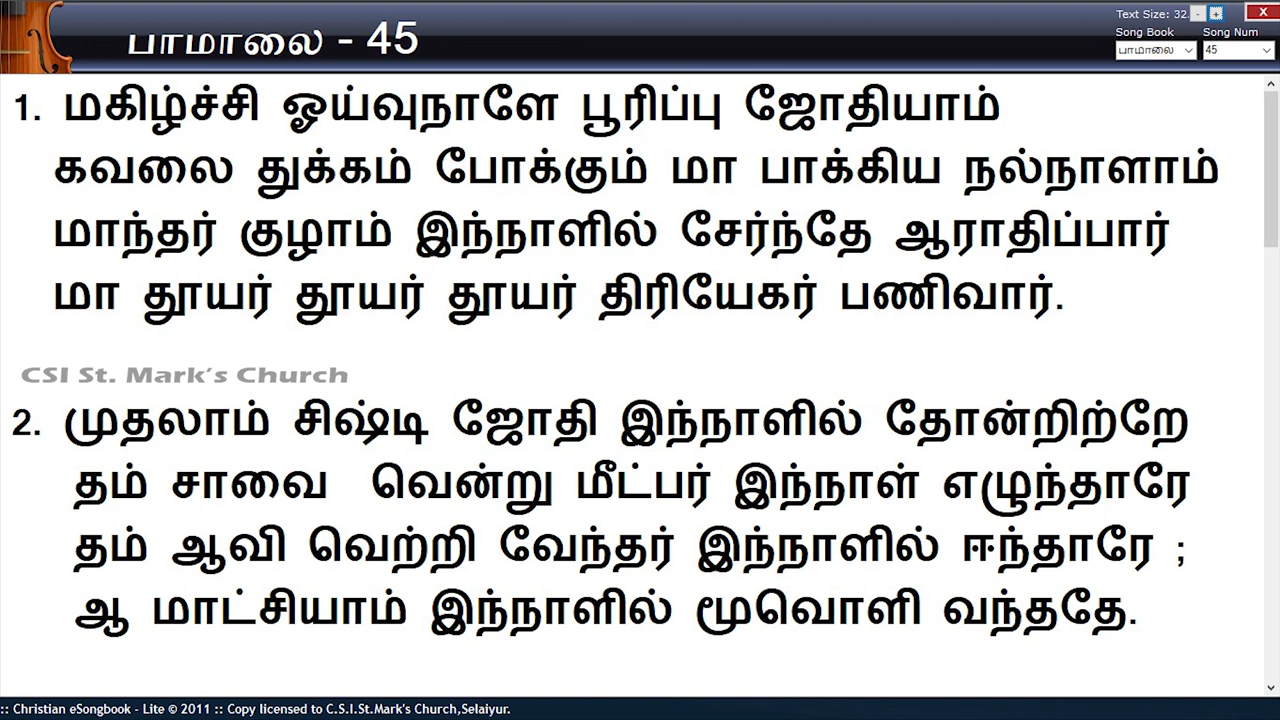 பாமாலை - 45
Text Size: 32.
- +
X
Song Book
Song Num
பாமாலை
45
1. மகிழ்ச்சி ஓய்வுநாளே பூரிப்பு ஜோதியாம்
கவலை துக்கம் போக்கும் மா பாக்கிய நல்நாளாம்
மாந்தர் குழாம் இந்நாளில் சேர்ந்தே ஆராதிப்பார்
மா தூயர் தூயர் தூயர் திரியேகர் பணிவார்.
CSI St. Mark's Church
2. முதலாம் சிஷ்டி ஜோதி இந்நாளில் தோன்றிற்றே
தம் சாவை வென்று மீட்பர் இந்நாள் எழுந்தாரே
தம் ஆவி வெற்றி வேந்தர் இந்நாளில் ஈந்தாரே ;
ஆ மாட்சியாம் இந்நாளில் மூவொளி வந்ததே.
:: Christian eSongbook - Lite © 2011 :: Copy licensed to C.S.I.St.Mark's Church,Selaiyur.